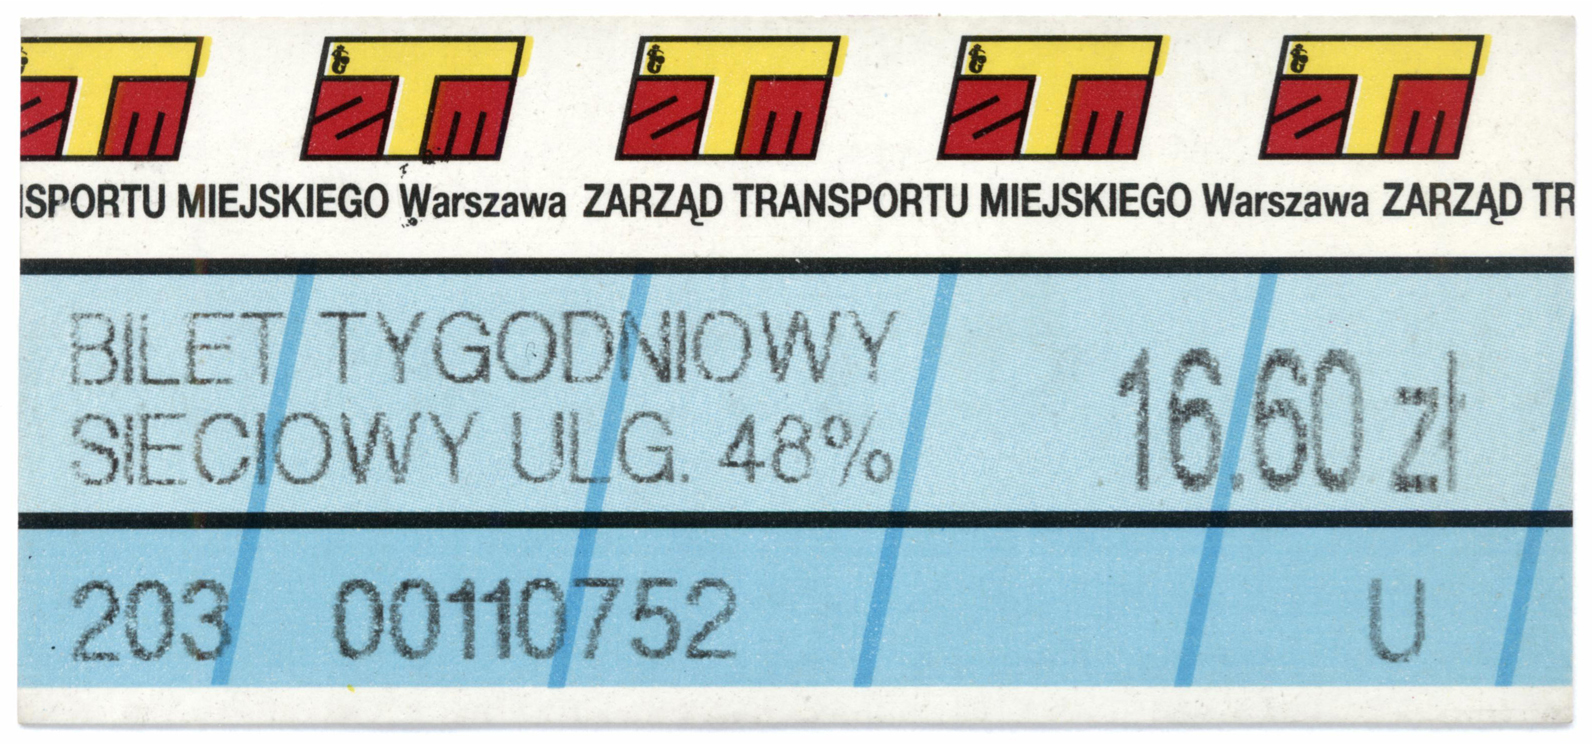 ZTM ZTM ZTM ZTM ZTM
SPORTU MIEJSKIEGO Warszawa ZARZĄD TRANSPORTU MIEJSKIEGO Warszawa ZARZĄD TR
BILET TYGODNIOWY
SIECIOWY ULG. 48%
16.60 zł
203 00110752 U